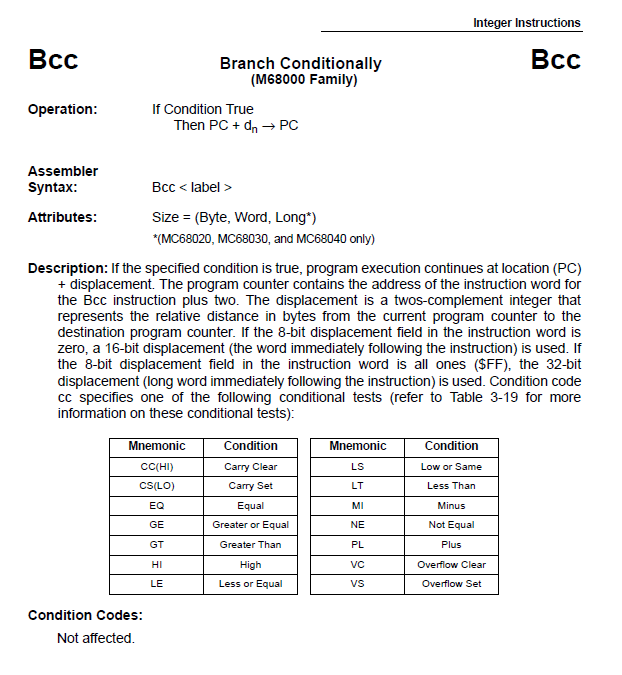 Integer Instructions
Bcc Branch Conditionally Bcc
(M68000 Family)
Operation: If Condition True
Then PC + dn → PC
Assembler
Syntax: Bcc < label >
Attributes: Size = (Byte, Word, Long*)
*(MC68020, MC68030, and MC68040 only)
Description: If the specified condition is true, program execution continues at location (PC)
+ displacement. The program counter contains the address of the instruction word for
the Bcc instruction plus two. The displacement is a twos-complement integer that
represents the relative distance in bytes from the current program counter to the
destination program counter. If the 8-bit displacement field in the instruction word is
zero, a 16-bit displacement (the word immediately following the instruction) is used. If
the 8-bit displacement field in the instruction word is all ones ($FF), the 32-bit
displacement (long word immediately following the instruction) is used. Condition code
cc specifies one of the following conditional tests (refer to Table 3-19 for more
information on these conditional tests):
Mnemonic Condition Mnemonic Condition
CC(HI) Carry Clear LS Low or Same
CS(LO) Carry Set LT Less Than
EQ Equal MI Minus
GE Greater or Equal NE Not Equal
GT Greater Than PL Plus
HI High VC Overflow Clear
LE Less or Equal VS Overflow Set
Condition Codes:
Not affected.